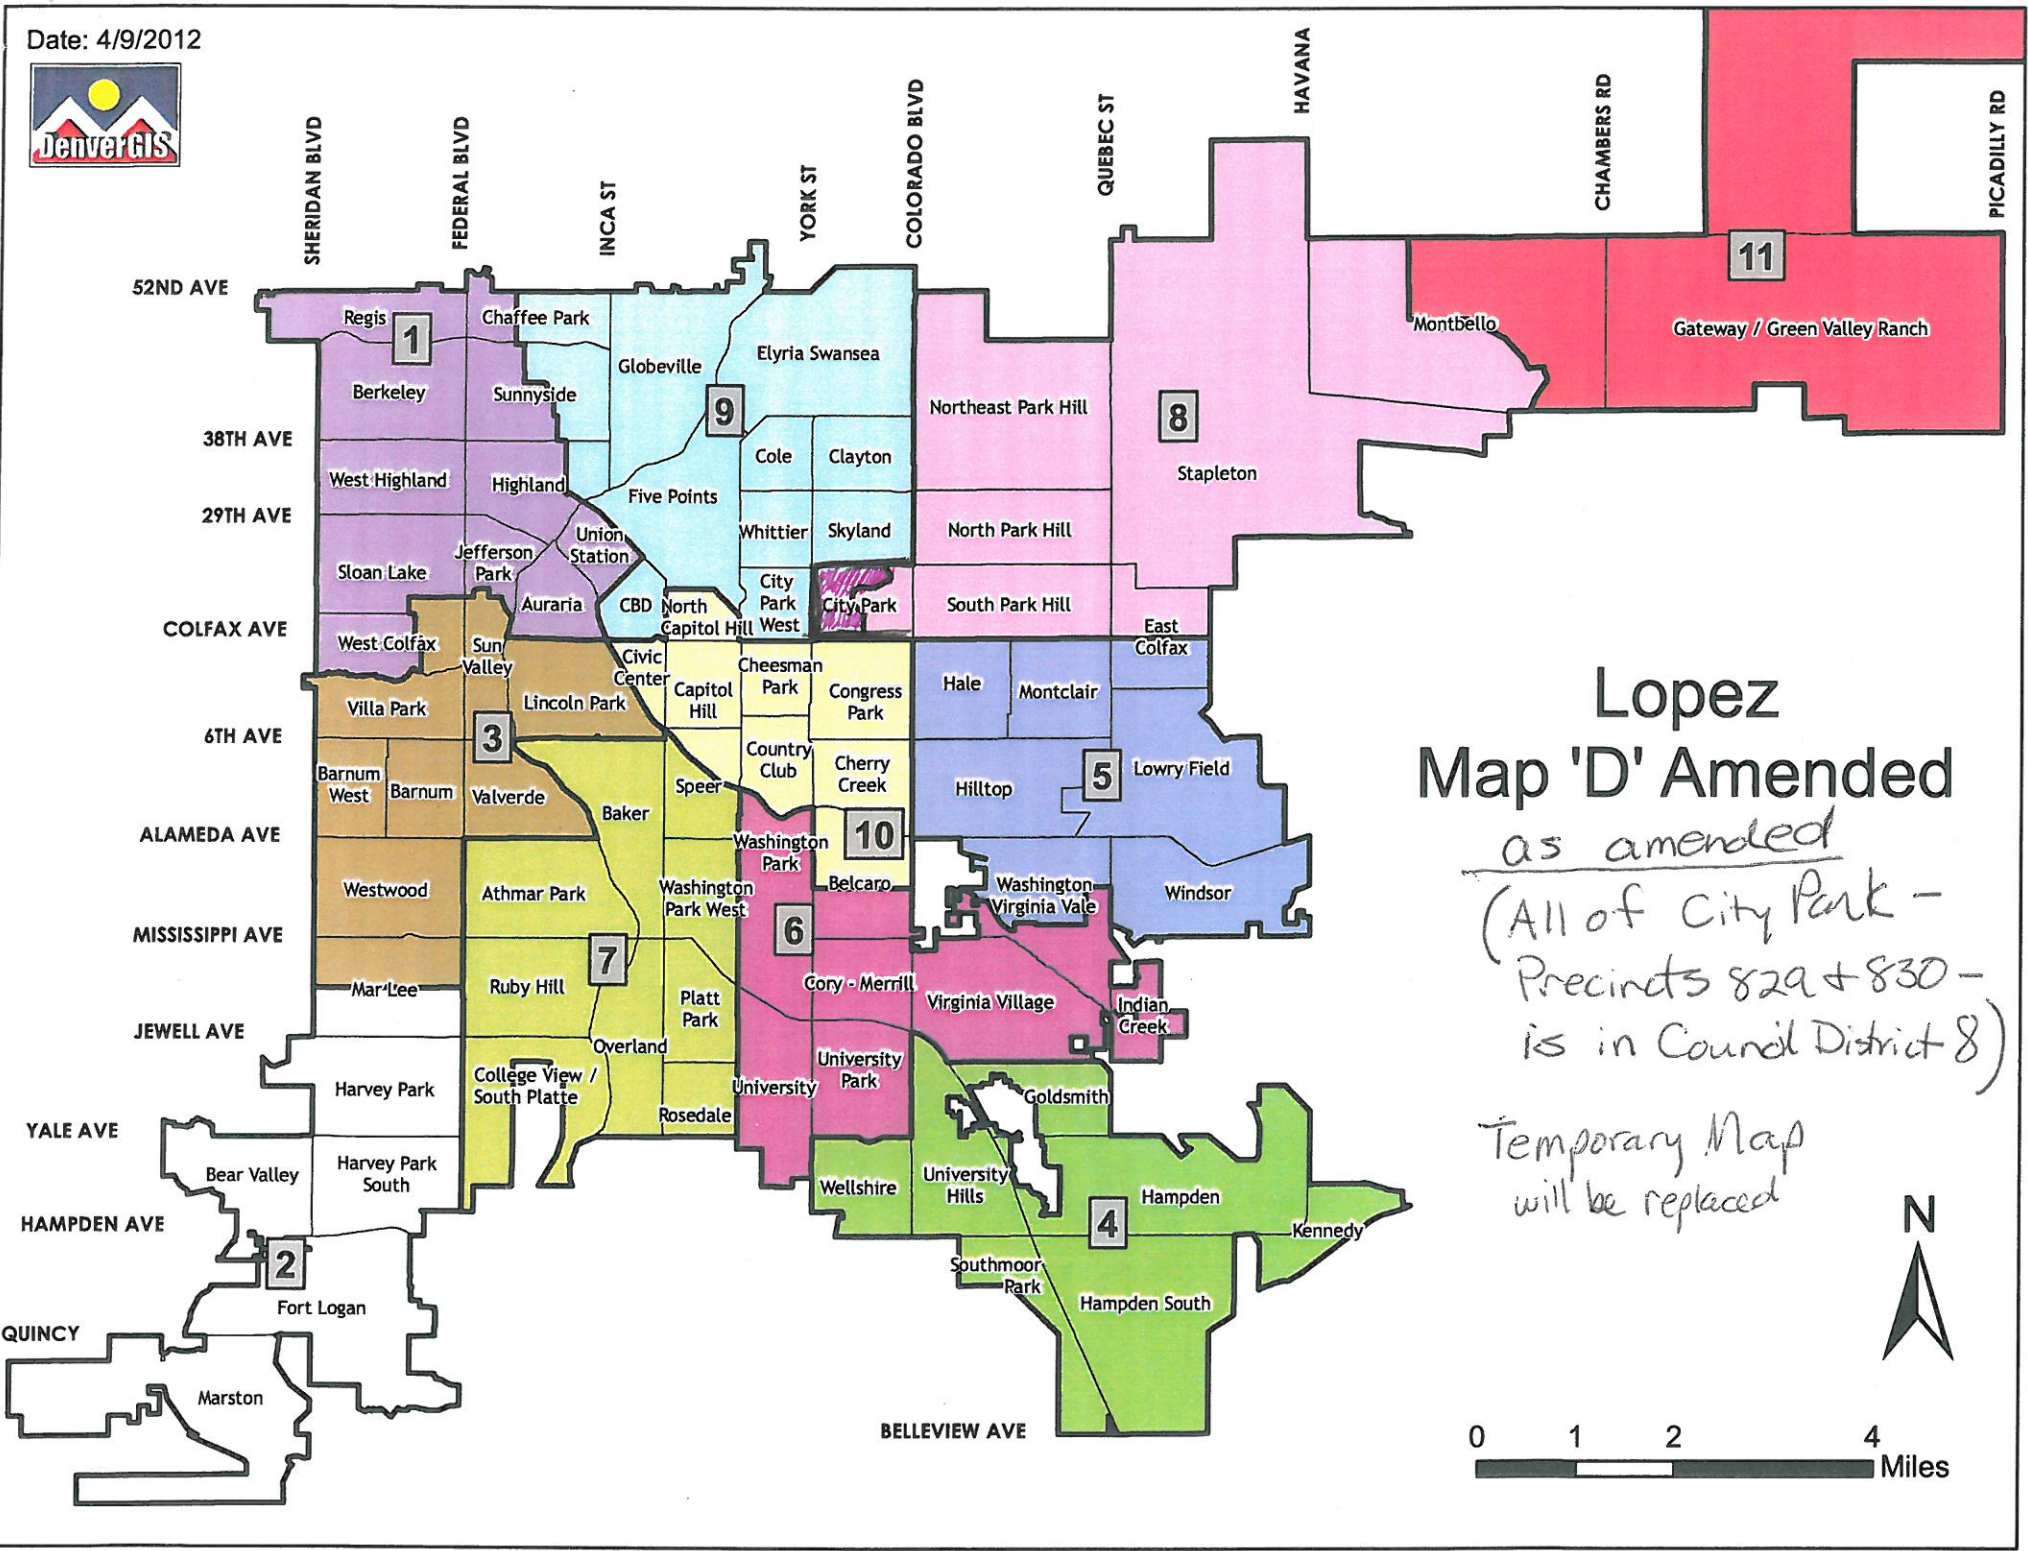 Date: 4/9/2012
DenverGIS
SHERIDAN BLVD
FEDERAL BLVD
INCA ST
YORK ST
COLORADO BLVD
QUEBEC ST
HAVANA
CHAMBERS RD
PICADILLY RD
52ND AVE
38TH AVE
29TH AVE
COLFAX AVE
6TH AVE
ALAMEDA AVE
MISSISSIPPI AVE
JEWELL AVE
YALE AVE
HAMPDEN AVE
QUINCY
BELLEVIEW AVE
1
Regis
Chaffee Park
Berkeley
Sunnyside
West Highland
Highland
Sloan Lake
Jefferson
Park
Union
Station
Auraria
West Colfax
9
Globeville
Elyria Swansea
Cole
Clayton
Five Points
Whittier
Skyland
CBD
City
Park
West
North
Capitol Hill
City Park
8
Northeast Park Hill
Stapleton
North Park Hill
South Park Hill
East
Colfax
Montbello
11
Gateway / Green Valley Ranch
3
Sun
Valley
Villa Park
Lincoln Park
Barnum
West
Barnum
Valverde
Westwood
Mar Lee
10
Civic
Center
Capitol
Hill
Cheesman
Park
Congress
Park
Country
Club
Cherry
Creek
Speer
Belcaro
5
Hale
Montclair
Hilltop
Lowry Field
Washington
Virginia Vale
Windsor
7
Baker
Athmar Park
Washington
Park West
Ruby Hill
Platt
Park
Overland
College View /
South Platte
Rosedale
6
Washington
Park
Cory - Merrill
Virginia Village
Indian
Creek
University
University
Park
2
Harvey Park
Bear Valley
Harvey Park
South
Fort Logan
Marston
4
Goldsmith
Wellshire
University
Hills
Hampden
Kennedy
Southmoor
Park
Hampden South
Lopez
Map 'D' Amended
as amended
(All of City Park -
Precincts 829 + 830 -
is in Council District 8)
Temporary Map
will be replaced
N
0 1 2 4
Miles